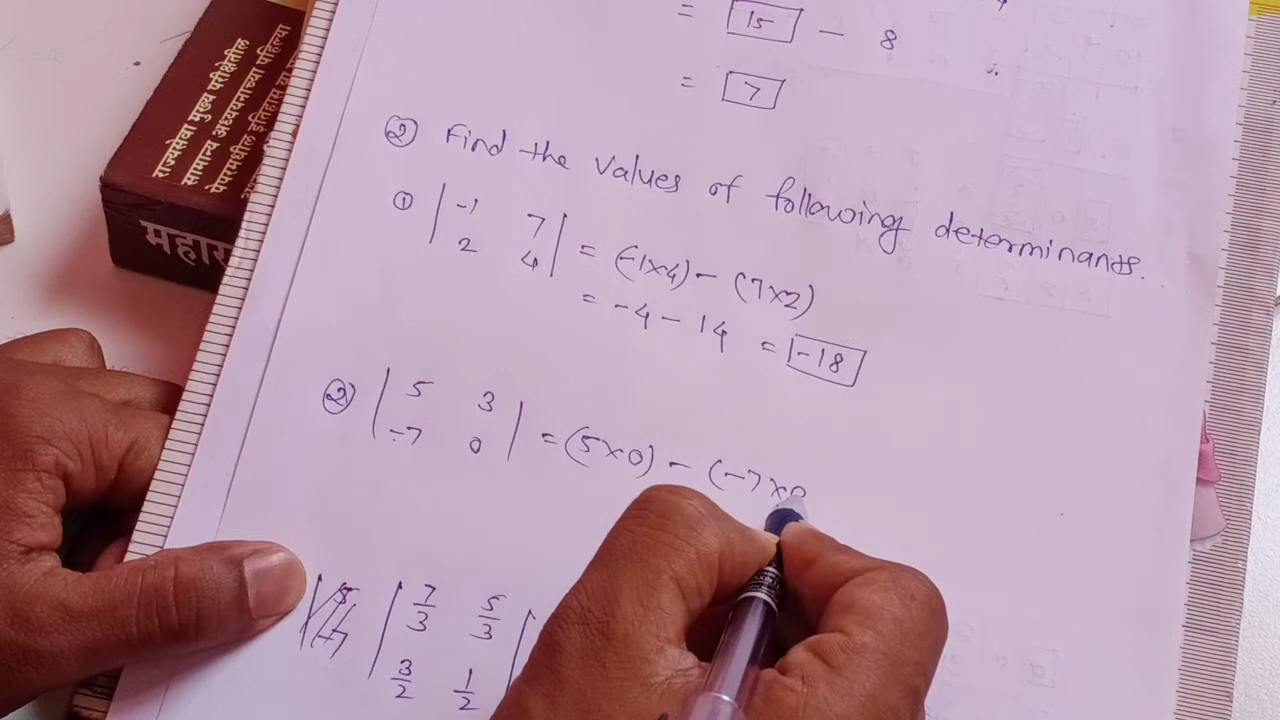 = 15 - 8
= 7
② Find the values of following determinants.
① | -1 7 | = (-1×4) - (7×2)
| 2 4 |
= -4 - 14 = -18
② | 5 3 | = (5×0) - (-7×
| -7 0 |
| 7/3 5/3 |
| 3/2 1/2 |
राज्यसेवा मुख्य परीक्षेतील
सामान्य अध्ययनाच्या पहिल्या
पेपरमधील इतिहास या
महारा